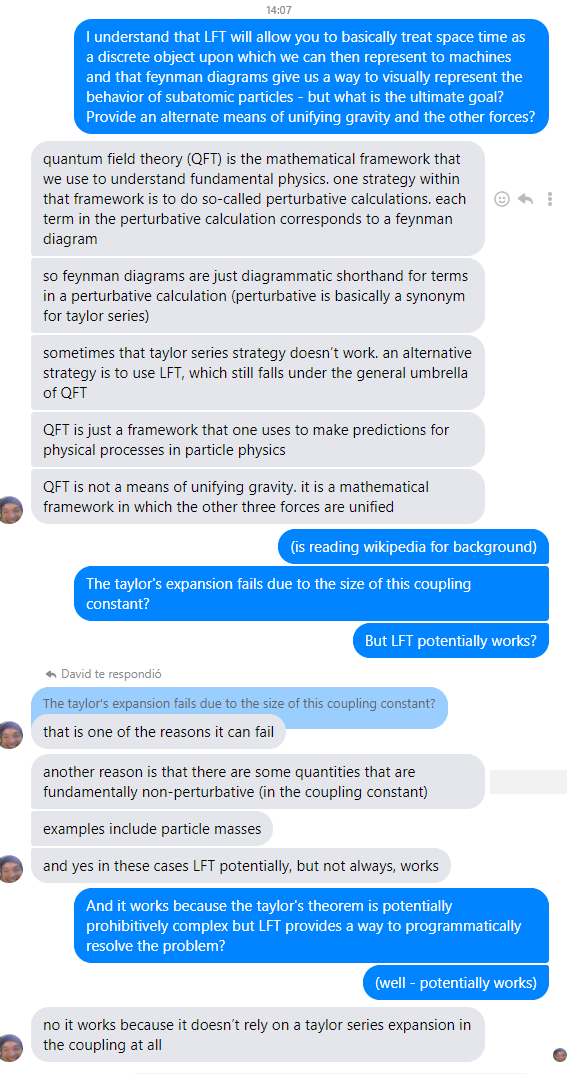 14:07
I understand that LFT will allow you to basically treat space time as
a discrete object upon which we can then represent to machines
and that feynman diagrams give us a way to visually represent the
behavior of subatomic particles - but what is the ultimate goal?
Provide an alternate means of unifying gravity and the other forces?
quantum field theory (QFT) is the mathematical framework that
we use to understand fundamental physics. one strategy within
that framework is to do so-called perturbative calculations. each
term in the perturbative calculation corresponds to a feynman
diagram
so feynman diagrams are just diagrammatic shorthand for terms
in a perturbative calculation (perturbative is basically a synonym
for taylor series)
sometimes that taylor series strategy doesn’t work. an alternative
strategy is to use LFT, which still falls under the general umbrella
of QFT
QFT is just a framework that one uses to make predictions for
physical processes in particle physics
QFT is not a means of unifying gravity. it is a mathematical
framework in which the other three forces are unified
(is reading wikipedia for background)
The taylor's expansion fails due to the size of this coupling
constant?
But LFT potentially works?
David te respondió
The taylor's expansion fails due to the size of this coupling constant?
that is one of the reasons it can fail
another reason is that there are some quantities that are
fundamentally non-perturbative (in the coupling constant)
examples include particle masses
and yes in these cases LFT potentially, but not always, works
And it works because the taylor's theorem is potentially
prohibitively complex but LFT provides a way to programmatically
resolve the problem?
(well - potentially works)
no it works because it doesn’t rely on a taylor series expansion in
the coupling at all